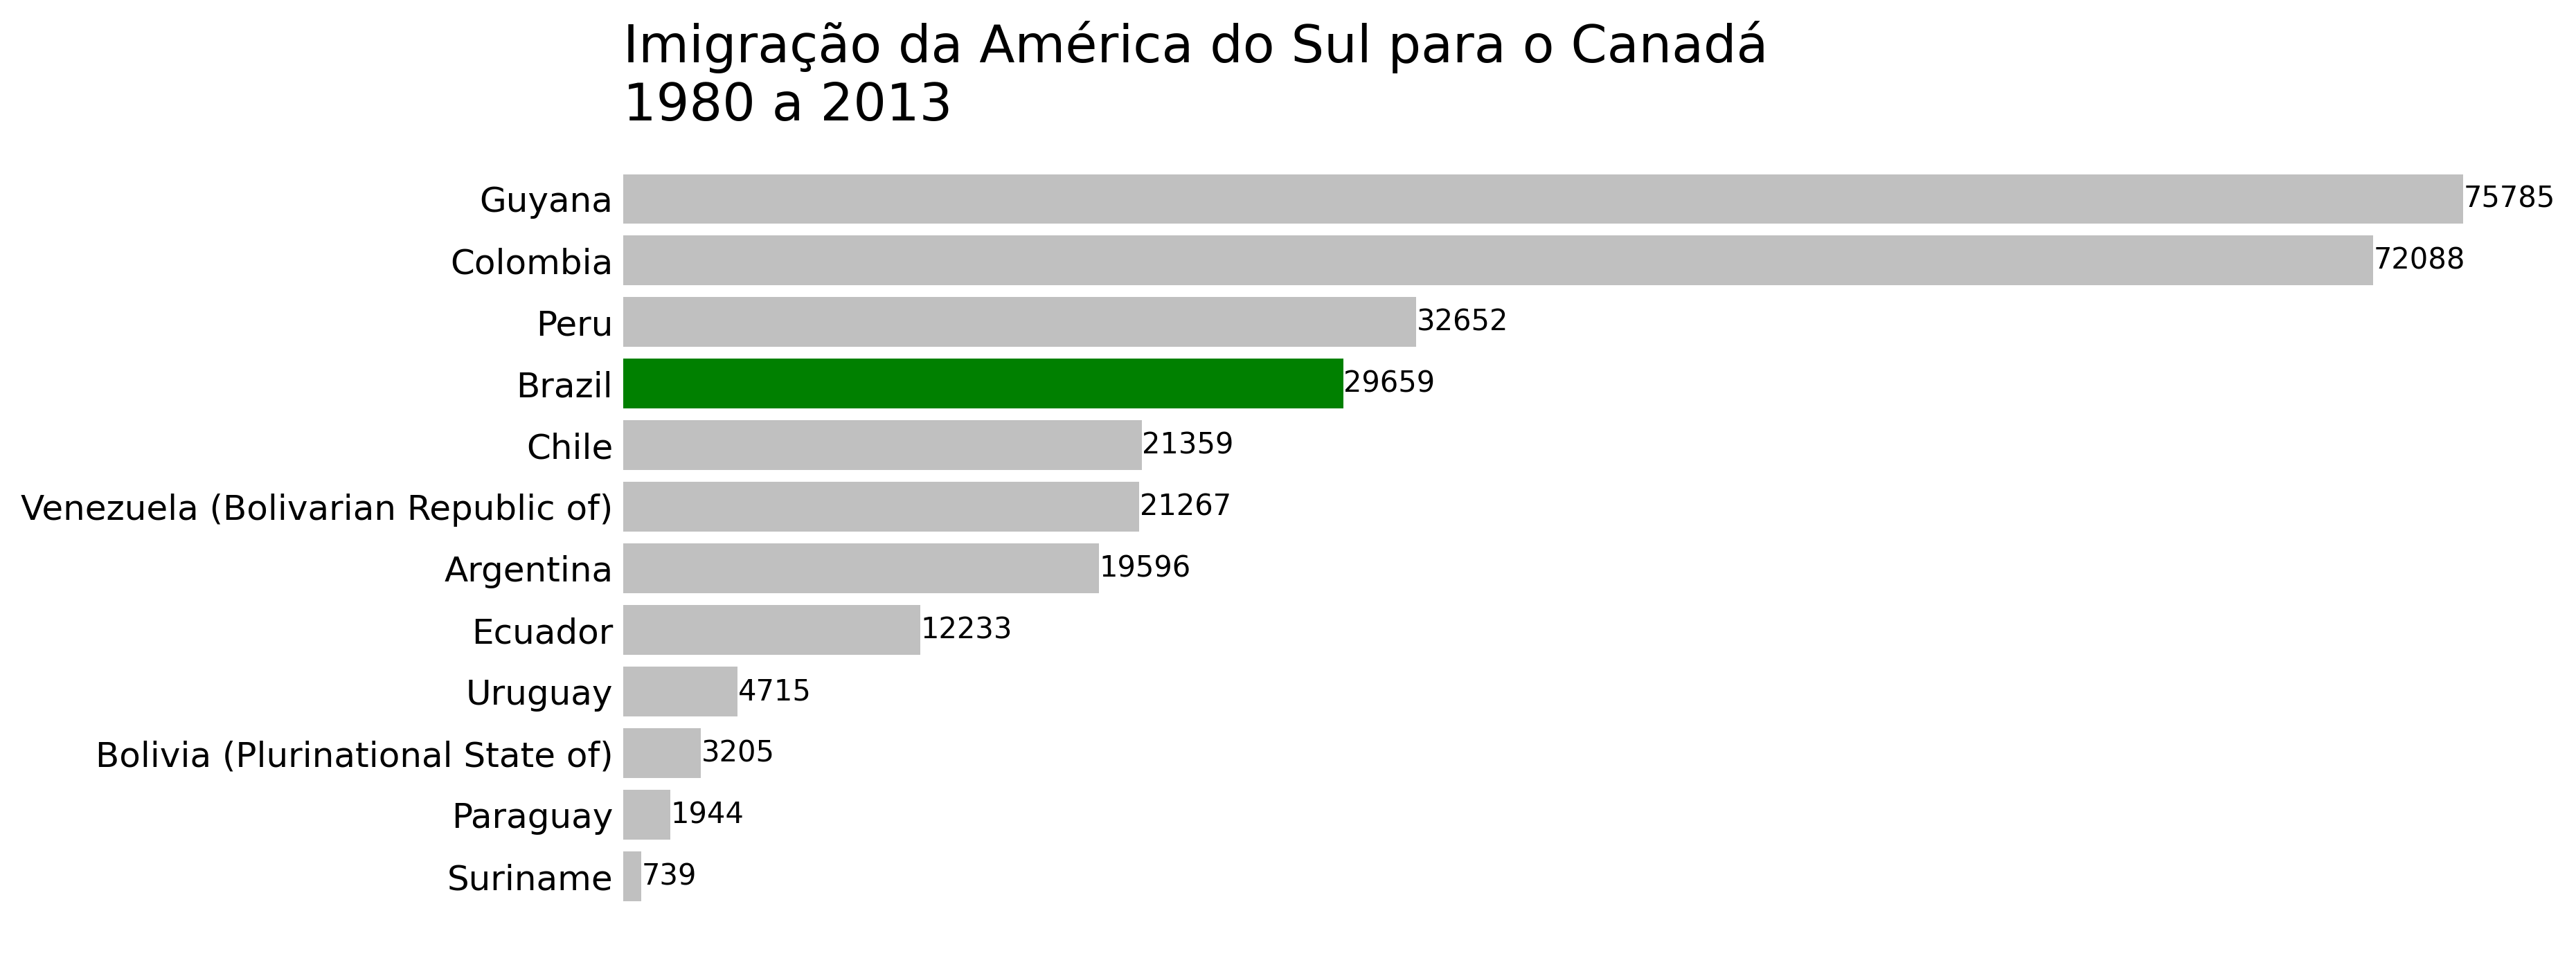 Imigração da América do Sul para o Canadá
1980 a 2013
Guyana 75785
Colombia 72088
Peru 32652
Brazil 29659
Chile 21359
Venezuela (Bolivarian Republic of) 21267
Argentina 19596
Ecuador 12233
Uruguay 4715
Bolivia (Plurinational State of) 3205
Paraguay 1944
Suriname 739